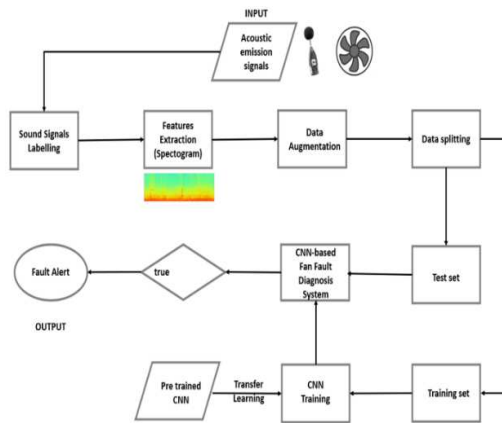 INPUT
Acoustic
emission
signals
Sound Signals
Labelling
Features
Extraction
(Spectogram)
Data
Augmentation
Data splitting
Fault Alert
true
CNN-based
Fan Fault
Diagnosis
System
Test set
OUTPUT
Pre trained
CNN
Transfer
Learning
CNN
Training
Training set